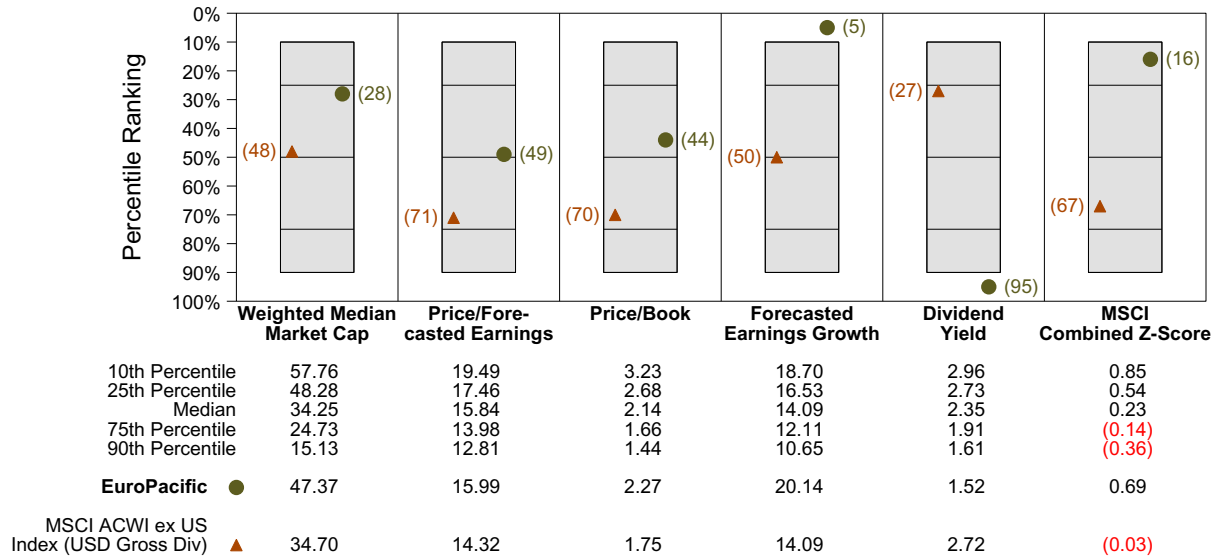 Percentile Ranking
0%
10%
20%
30%
40%
50%
60%
70%
80%
90%
100%
(28)
(48)
(49)
(71)
(44)
(70)
(5)
(50)
(27)
(95)
(16)
(67)
Weighted Median
Market Cap
Price/Fore-
casted Earnings
Price/Book
Forecasted
Earnings Growth
Dividend
Yield
MSCI
Combined Z-Score
10th Percentile 57.76 19.49 3.23 18.70 2.96 0.85
25th Percentile 48.28 17.46 2.68 16.53 2.73 0.54
Median 34.25 15.84 2.14 14.09 2.35 0.23
75th Percentile 24.73 13.98 1.66 12.11 1.91 (0.14)
90th Percentile 15.13 12.81 1.44 10.65 1.61 (0.36)
EuroPacific 47.37 15.99 2.27 20.14 1.52 0.69
MSCI ACWI ex US
Index (USD Gross Div) 34.70 14.32 1.75 14.09 2.72 (0.03)